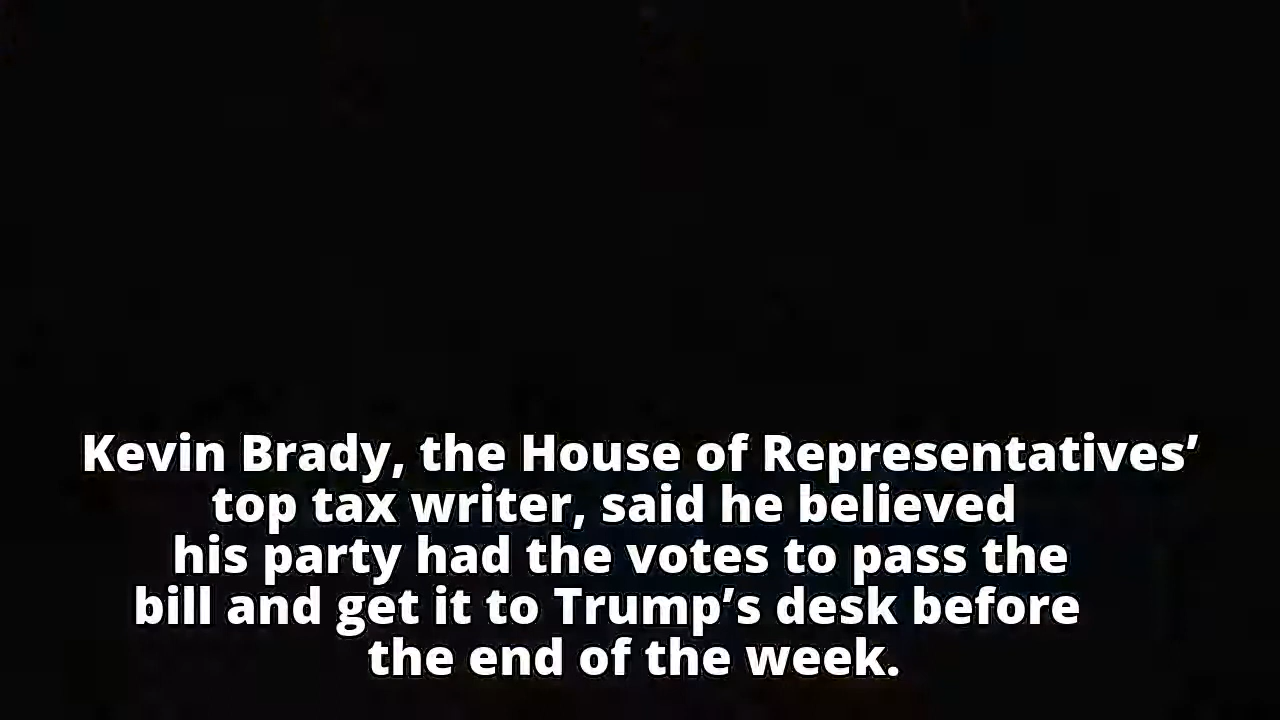 Kevin Brady, the House of Representatives’
top tax writer, said he believed
his party had the votes to pass the
bill and get it to Trump’s desk before
the end of the week.